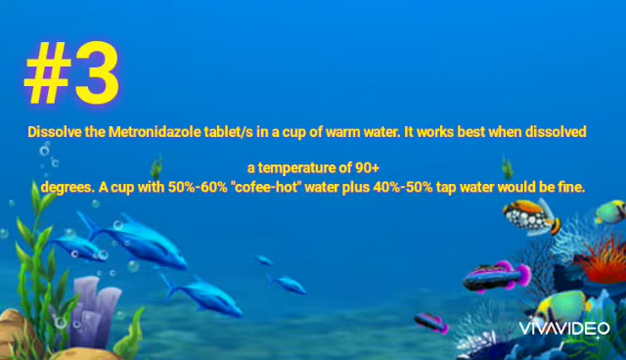 #3
Dissolve the Metronidazole tablet/s in a cup of warm water. It works best when dissolved
a temperature of 90+
degrees. A cup with 50%-60% "cofee-hot" water plus 40%-50% tap water would be fine.
VIVAVIDEO